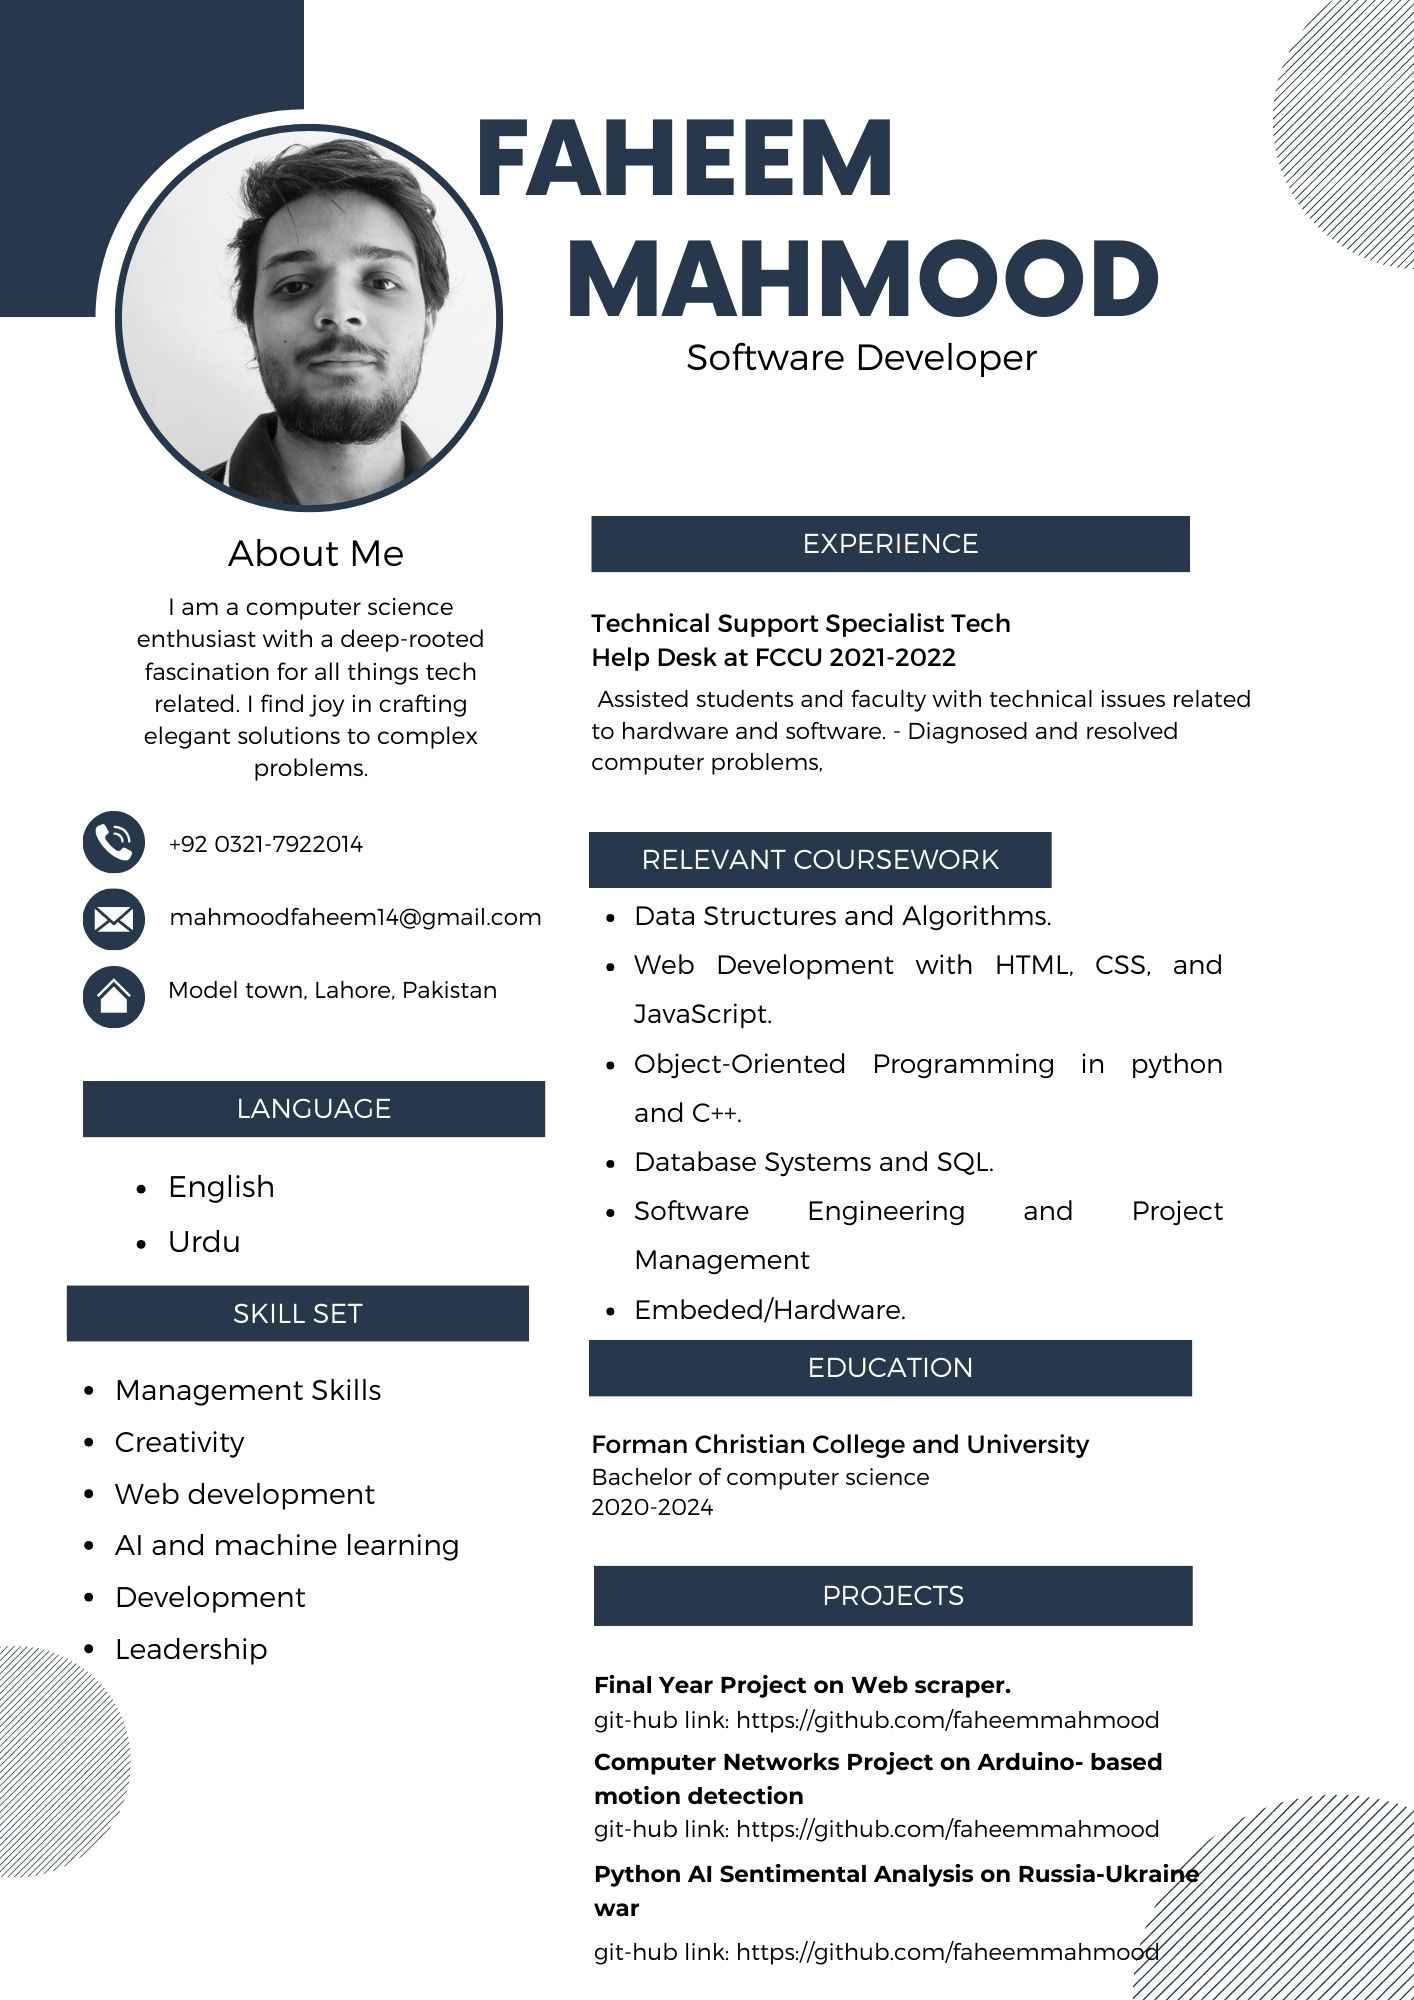 FAHEEM
MAHMOOD
Software Developer
About Me
I am a computer science
enthusiast with a deep-rooted
fascination for all things tech
related. I find joy in crafting
elegant solutions to complex
problems.
+92 0321-7922014
mahmoodfaheem14@gmail.com
Model town, Lahore, Pakistan
LANGUAGE
• English
• Urdu
SKILL SET
• Management Skills
• Creativity
• Web development
• AI and machine learning
• Development
• Leadership
EXPERIENCE
Technical Support Specialist Tech
Help Desk at FCCU 2021-2022
Assisted students and faculty with technical issues related
to hardware and software. - Diagnosed and resolved
computer problems,
RELEVANT COURSEWORK
• Data Structures and Algorithms.
• Web Development with HTML, CSS, and
JavaScript.
• Object-Oriented Programming in python
and C++.
• Database Systems and SQL.
• Software Engineering and Project
Management
• Embeded/Hardware.
EDUCATION
Forman Christian College and University
Bachelor of computer science
2020-2024
PROJECTS
Final Year Project on Web scraper.
git-hub link: https://github.com/faheemmahmood
Computer Networks Project on Arduino- based
motion detection
git-hub link: https://github.com/faheemmahmood
Python AI Sentimental Analysis on Russia-Ukraine
war
git-hub link: https://github.com/faheemmahmood